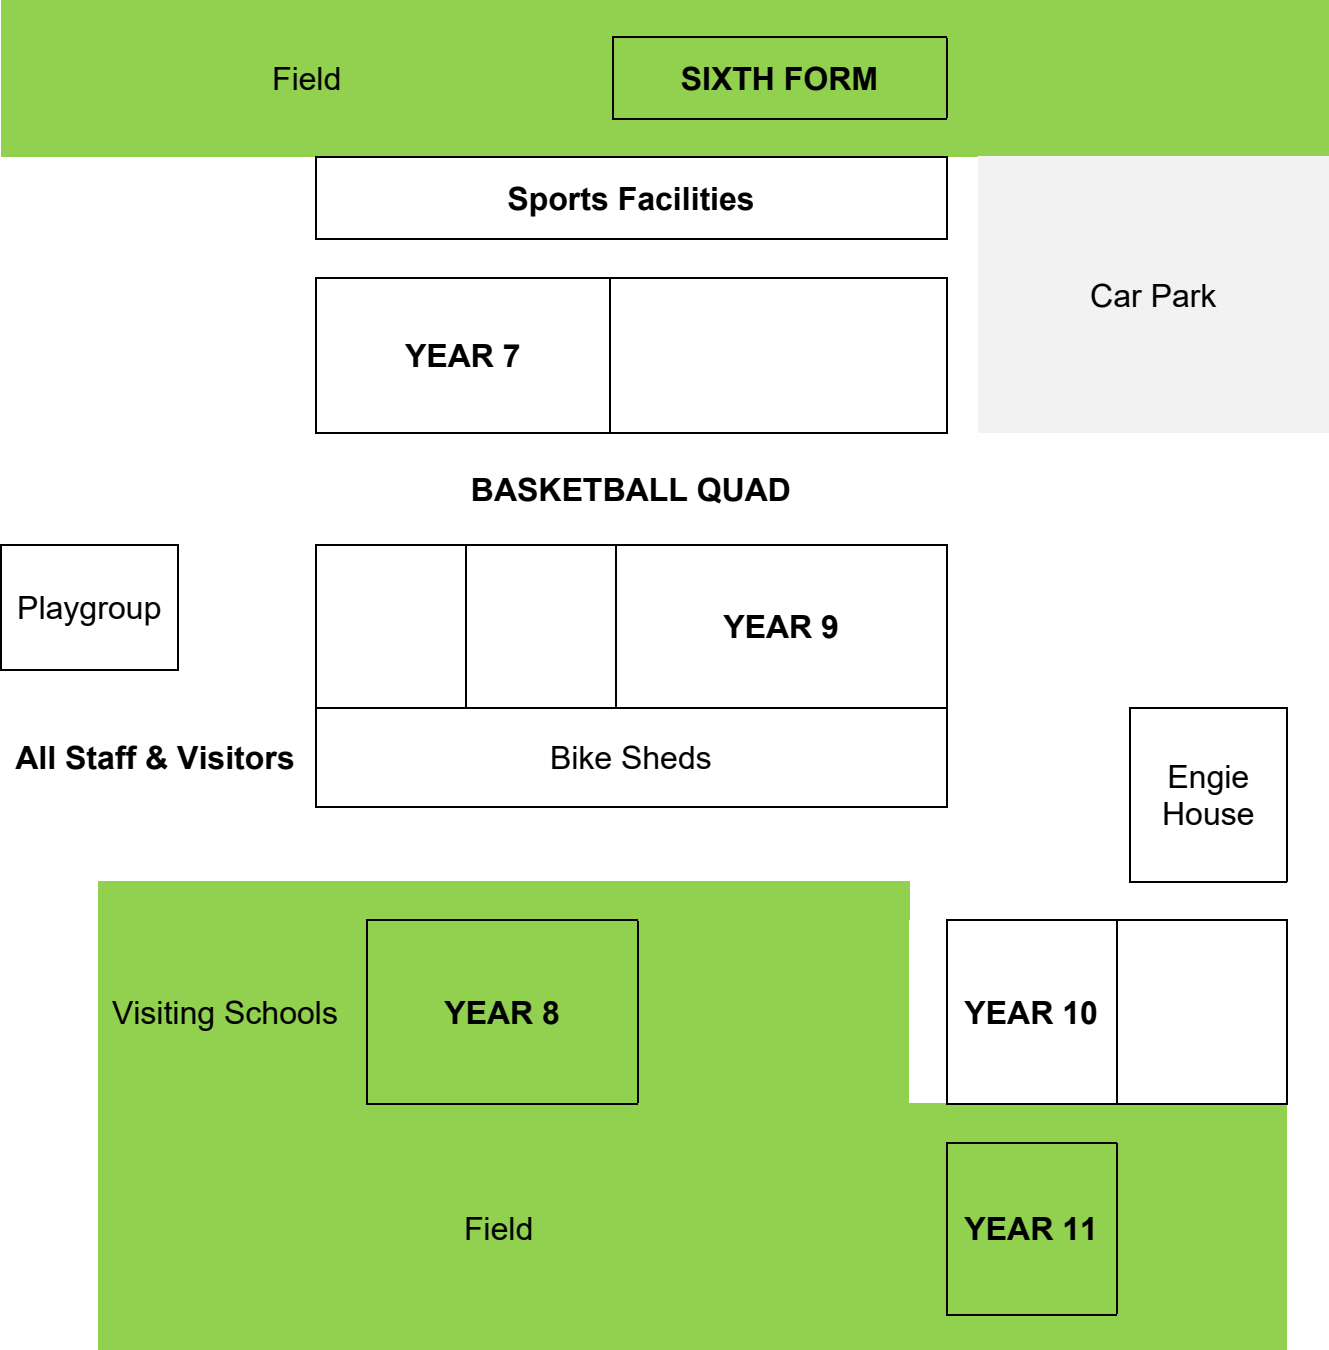 Field
SIXTH FORM
Sports Facilities
Car Park
YEAR 7
BASKETBALL QUAD
Playgroup
YEAR 9
All Staff & Visitors
Bike Sheds
Engie
House
Visiting Schools
YEAR 8
YEAR 10
Field
YEAR 11